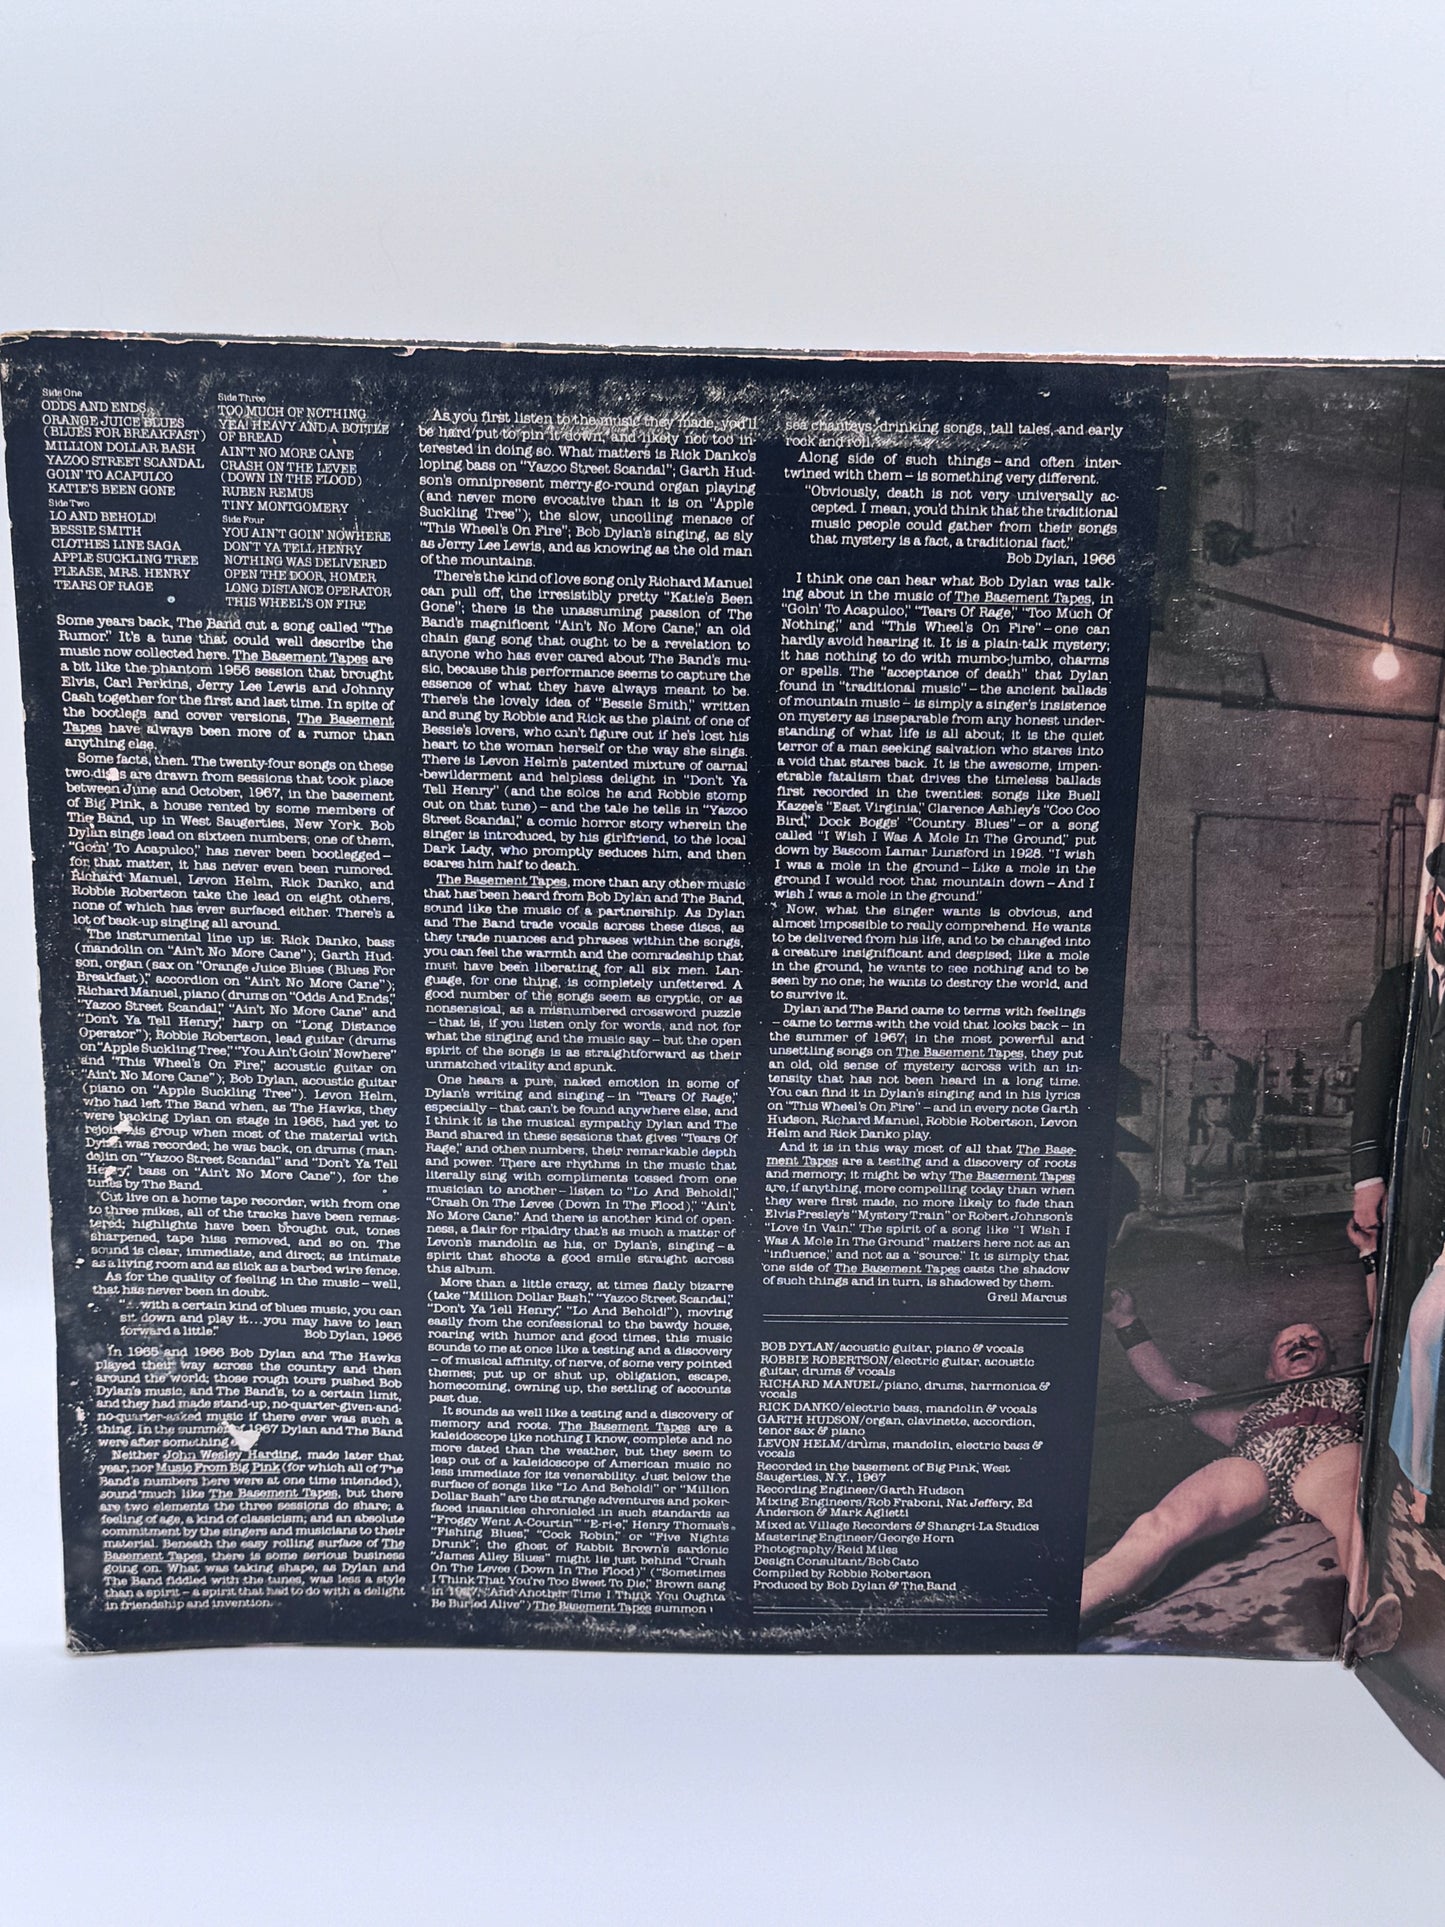 Side One
ODDS AND ENDS
ORANGE JUICE BLUES
(BLUES FOR BREAKFAST)
MILLION DOLLAR BASH
YAZOO STREET SCANDAL
GOIN' TO ACAPULCO
KATIE'S BEEN GONE
Side Two
LO AND BEHOLD!
BESSIE SMITH
CLOTHES LINE SAGA
APPLE SUCKLING TREE
PLEASE, MRS. HENRY
TEARS OF RAGE
Side Three
TOO MUCH OF NOTHING
YEA! HEAVY AND A BOTTLE
OF BREAD
AIN'T NO MORE CANE
CRASH ON THE LEVEE
(DOWN IN THE FLOOD)
RUBEN REMUS
TINY MONTGOMERY
Side Four
YOU AIN'T GOIN' NOWHERE
DON'T YA TELL HENRY
NOTHING WAS DELIVERED
OPEN THE DOOR, HOMER
LONG DISTANCE OPERATOR
THIS WHEEL'S ON FIRE
Some years back, The Band cut a song called "The
Rumor." It's a tune that could well describe the
music now collected here. The Basement Tapes are
a bit like the phantom 1956 session that brought
Elvis, Carl Perkins, Jerry Lee Lewis and Johnny
Cash together for the first and last time. In spite of
the bootlegs and cover versions, The Basement
Tapes have always been more of a rumor than
anything else.
Some facts, then. The twenty-four songs on these
two discs are drawn from sessions that took place
between June and October, 1967, in the basement
of Big Pink, a house rented by some members of
The Band, up in West Saugerties, New York. Bob
Dylan sings lead on sixteen numbers; one of them,
"Goin' To Acapulco," has never been bootlegged–
for that matter, it has never even been rumored.
Richard Manuel, Levon Helm, Rick Danko, and
Robbie Robertson take the lead on eight others,
none of which has ever surfaced either. There's a
lot of back-up singing all around.
The instrumental line up is: Rick Danko, bass
(mandolin on "Ain't No More Cane"); Garth Hud-
son, organ (sax on "Orange Juice Blues (Blues For
Breakfast)," accordion on "Ain't No More Cane");
Richard Manuel, piano (drums on "Odds And Ends,"
"Yazoo Street Scandal," "Ain't No More Cane" and
"Don't Ya Tell Henry," harp on "Long Distance
Operator"); Robbie Robertson, lead guitar (drums
on "Apple Suckling Tree," "You Ain't Goin' Nowhere"
and "This Wheel's On Fire," acoustic guitar on
"Ain't No More Cane"); Bob Dylan, acoustic guitar
(piano on "Apple Suckling Tree"). Levon Helm,
who had left The Band when, as The Hawks, they
were backing Dylan on stage in 1965, had yet to
rejoin his group when most of the material with
Dylan was recorded; he was back, on drums (man-
dolin on "Yazoo Street Scandal" and "Don't Ya Tell
Henry," bass on "Ain't No More Cane"), for the
tunes by The Band.
Cut live on a home tape recorder, with from one
to three mikes, all of the tracks have been remas-
tered: highlights have been brought out, tones
sharpened, tape hiss removed, and so on. The
sound is clear, immediate, and direct; as intimate
as a living room and as slick as a barbed wire fence.
As for the quality of feeling in the music–well,
that has never been in doubt.
"...with a certain kind of blues music, you can
sit down and play it...you may have to lean
forward a little."
Bob Dylan, 1966
In 1965 and 1966 Bob Dylan and The Hawks
played their way across the country and then
around the world; those rough tours pushed Bob
Dylan's music, and The Band's, to a certain limit,
and they had made stand-up, no-quarter-given-and-
no-quarter-asked music if there ever was such a
thing. In the summer of 1967 Dylan and The Band
were after something
Neither John Wesley Harding, made later that
year, nor Music From Big Pink (for which all of The
Band's numbers here were at one time intended),
sound much like The Basement Tapes, but there
are two elements the three sessions do share; a
feeling of age, a kind of classicism; and an absolute
commitment by the singers and musicians to their
material. Beneath the easy rolling surface of The
Basement Tapes, there is some serious business
going on. What was taking shape, as Dylan and
The Band fiddled with the tunes, was less a style
than a spirit – a spirit that had to do with a delight
in friendship and invention.
As you first listen to the music they made, you'll
be hard put to pin it down, and likely not too in-
terested in doing so. What matters is Rick Danko's
loping bass on "Yazoo Street Scandal"; Garth Hud-
son's omnipresent merry-go-round organ playing
(and never more evocative than it is on "Apple
Suckling Tree"); the slow, uncoiling menace of
"This Wheel's On Fire"; Bob Dylan's singing, as sly
as Jerry Lee Lewis, and as knowing as the old man
of the mountains.
There's the kind of love song only Richard Manuel
can pull off, the irresistibly pretty "Katie's Been
Gone"; there is the unassuming passion of The
Band's magnificent "Ain't No More Cane," an old
chain gang song that ought to be a revelation to
anyone who has ever cared about The Band's mu-
sic, because this performance seems to capture the
essence of what they have always meant to be.
There's the lovely idea of "Bessie Smith," written
and sung by Robbie and Rick as the plaint of one of
Bessie's lovers, who can't figure out if he's lost his
heart to the woman herself or the way she sings.
There is Levon Helm's patented mixture of carnal
bewilderment and helpless delight in "Don't Ya
Tell Henry" (and the solos he and Robbie stomp
out on that tune)–and the tale he tells in "Yazoo
Street Scandal," a comic horror story wherein the
singer is introduced, by his girlfriend, to the local
Dark Lady, who promptly seduces him, and then
scares him half to death.
The Basement Tapes, more than any other music
that has been heard from Bob Dylan and The Band,
sound like the music of a partnership. As Dylan
and The Band trade vocals across these discs, as
they trade nuances and phrases within the songs,
you can feel the warmth and the comradeship that
must have been liberating for all six men. Lan-
guage, for one thing, is completely unfettered. A
good number of the songs seem as cryptic, or as
nonsensical, as a misnumbered crossword puzzle
–that is, if you listen only for words, and not for
what the singing and the music say–but the open
spirit of the songs is as straightforward as their
unmatched vitality and spunk.
One hears a pure, naked emotion in some of
Dylan's writing and singing–in "Tears Of Rage,"
especially–that can't be found anywhere else, and
I think it is the musical sympathy Dylan and The
Band shared in these sessions that gives "Tears Of
Rage," and other numbers, their remarkable depth
and power. There are rhythms in the music that
literally sing with compliments tossed from one
musician to another–listen to "Lo And Behold!,"
"Crash On The Levee (Down In The Flood)," "Ain't
No More Cane." And there is another kind of open-
ness, a flair for ribaldry that's as much a matter of
Levon's mandolin as his, or Dylan's, singing–a
spirit that shoots a good smile straight across
this album.
More than a little crazy, at times flatly bizarre
(take "Million Dollar Bash," "Yazoo Street Scandal,"
"Don't Ya Tell Henry," "Lo And Behold!"), moving
easily from the confessional to the bawdy house,
roaring with humor and good times, this music
sounds to me at once like a testing and a discovery
–of musical affinity, of nerve, of some very pointed
themes; put up or shut up, obligation, escape,
homecoming, owning up, the settling of accounts
past due.
It sounds as well like a testing and a discovery of
memory and roots. The Basement Tapes are a
kaleidoscope like nothing I know, complete and no
more dated than the weather, but they seem to
leap out of a kaleidoscope of American music no
less immediate for its venerability. Just below the
surface of songs like "Lo And Behold!" or "Million
Dollar Bash" are the strange adventures and poker-
faced insanities chronicled in such standards as
"Froggy Went A-Courtin'" "E-ri-e," Henry Thomas's
"Fishing Blues," "Cock Robin," or "Five Nights
Drunk"; the ghost of Rabbit Brown's sardonic
"James Alley Blues" might lie just behind "Crash
On The Levee (Down In The Flood)" ("Sometimes
I Think That You're Too Sweet To Die," Brown sang
in 1927, "And Another Time I Think You Oughta
Be Buried Alive") The Basement Tapes summon
sea chanteys, drinking songs, tall tales, and early
rock and roll.
Along side of such things–and often inter-
twined with them–is something very different.
"Obviously, death is not very universally ac-
cepted. I mean, you'd think that the traditional
music people could gather from their songs
that mystery is a fact, a traditional fact."
Bob Dylan, 1966
I think one can hear what Bob Dylan was talk-
ing about in the music of The Basement Tapes, in
"Goin' To Acapulco," "Tears Of Rage," "Too Much Of
Nothing," and "This Wheel's On Fire"–one can
hardly avoid hearing it. It is a plain-talk mystery;
it has nothing to do with mumbo-jumbo, charms
or spells. The "acceptance of death" that Dylan
found in "traditional music"–the ancient ballads
of mountain music–is simply a singer's insistence
on mystery as inseparable from any honest under-
standing of what life is all about; it is the quiet
terror of a man seeking salvation who stares into
a void that stares back. It is the awesome, impen-
etrable fatalism that drives the timeless ballads
first recorded in the twenties: songs like Buell
Kazee's "East Virginia," Clarence Ashley's "Coo Coo
Bird," Dock Boggs' "Country Blues"–or a song
called "I Wish I Was A Mole In The Ground," put
down by Bascom Lamar Lunsford in 1928. "I wish
I was a mole in the ground–Like a mole in the
ground I would root that mountain down–And I
wish I was a mole in the ground."
Now, what the singer wants is obvious, and
almost impossible to really comprehend. He wants
to be delivered from his life, and to be changed into
a creature insignificant and despised; like a mole
in the ground, he wants to see nothing and to be
seen by no one; he wants to destroy the world, and
to survive it.
Dylan and The Band came to terms with feelings
–came to terms with the void that looks back–in
the summer of 1967; in the most powerful and
unsettling songs on The Basement Tapes, they put
an old, old sense of mystery across with an in-
tensity that has not been heard in a long time.
You can find it in Dylan's singing and in his lyrics
on "This Wheel's On Fire"–and in every note Garth
Hudson, Richard Manuel, Robbie Robertson, Levon
Helm and Rick Danko play.
And it is in this way most of all that The Base-
ment Tapes are a testing and a discovery of roots
and memory; it might be why The Basement Tapes
are, if anything, more compelling today than when
they were first made, no more likely to fade than
Elvis Presley's "Mystery Train" or Robert Johnson's
"Love In Vain." The spirit of a song like "I Wish I
Was A Mole In The Ground" matters here not as an
"influence," and not as a "source." It is simply that
one side of The Basement Tapes casts the shadow
of such things and in turn, is shadowed by them.
Greil Marcus
BOB DYLAN/acoustic guitar, piano & vocals
ROBBIE ROBERTSON/electric guitar, acoustic
guitar, drums & vocals
RICHARD MANUEL/piano, drums, harmonica &
vocals
RICK DANKO/electric bass, mandolin & vocals
GARTH HUDSON/organ, clavinette, accordion,
tenor sax & piano
LEVON HELM/drums, mandolin, electric bass &
vocals
Recorded in the basement of Big Pink, West
Saugerties, N.Y., 1967
Recording Engineer/Garth Hudson
Mixing Engineers/Rob Fraboni, Nat Jeffery, Ed
Anderson & Mark Aglietti
Mixed at Village Recorders & Shangri-La Studios
Mastering Engineer/George Horn
Photography/Reid Miles
Design Consultant/Bob Cato
Compiled by Robbie Robertson
Produced by Bob Dylan & The Band